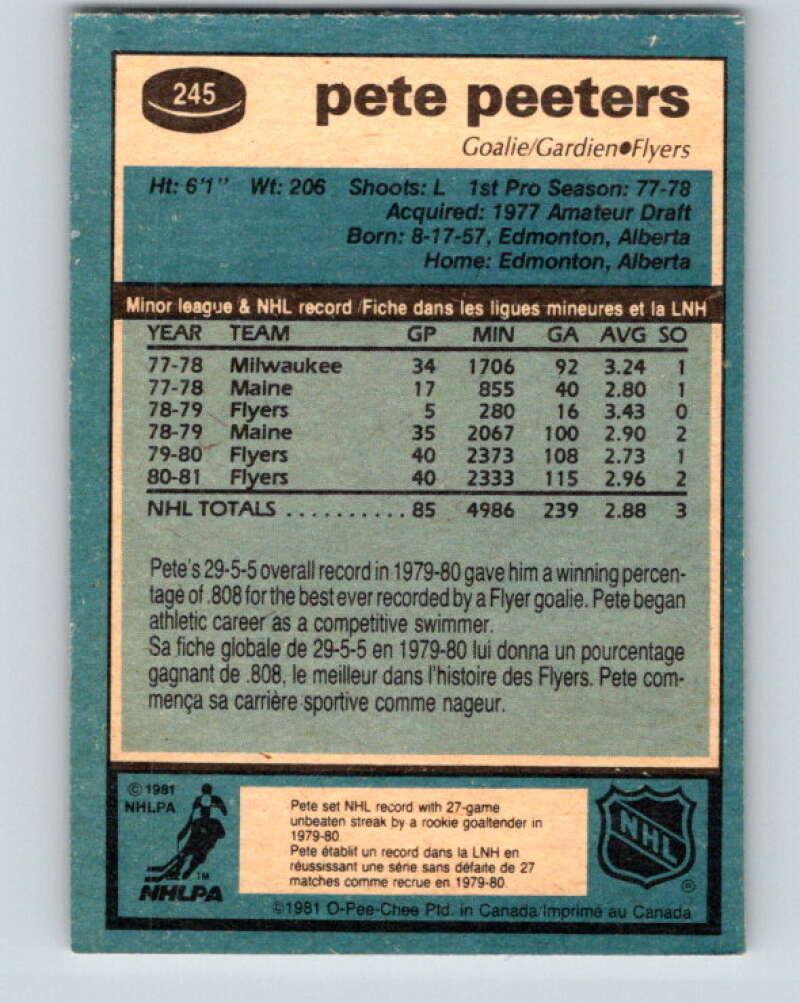 245
pete peeters
Goalie/Gardien●Flyers
Ht: 6'1" Wt: 206 Shoots: L 1st Pro Season: 77-78
Acquired: 1977 Amateur Draft
Born: 8-17-57, Edmonton, Alberta
Home: Edmonton, Alberta
Minor league & NHL record/Fiche dans les ligues mineures et la LNH
YEAR TEAM GP MIN GA AVG SO
77-78 Milwaukee 34 1706 92 3.24 1
77-78 Maine 17 855 40 2.80 1
78-79 Flyers 5 280 16 3.43 0
78-79 Maine 35 2067 100 2.90 2
79-80 Flyers 40 2373 108 2.73 1
80-81 Flyers 40 2333 115 2.96 2
NHL TOTALS .......... 85 4986 239 2.88 3
Pete's 29-5-5 overall record in 1979-80 gave him a winning percen-
tage of .808 for the best ever recorded by a Flyer goalie. Pete began
athletic career as a competitive swimmer.
Sa fiche globale de 29-5-5 en 1979-80 lui donna un pourcentage
gagnant de .808, le meilleur dans l'histoire des Flyers. Pete com-
mença sa carrière sportive comme nageur.
© 1981
NHLPA
TM
NHLPA
Pete set NHL record with 27-game
unbeaten streak by a rookie goaltender in
1979-80.
Pete établit un record dans la LNH en
réussissant une série sans défaite de 27
matches comme recrue en 1979-80.
NHL
®
©1981 O-Pee-Chee Ptd. in Canada/Imprimé au Canada